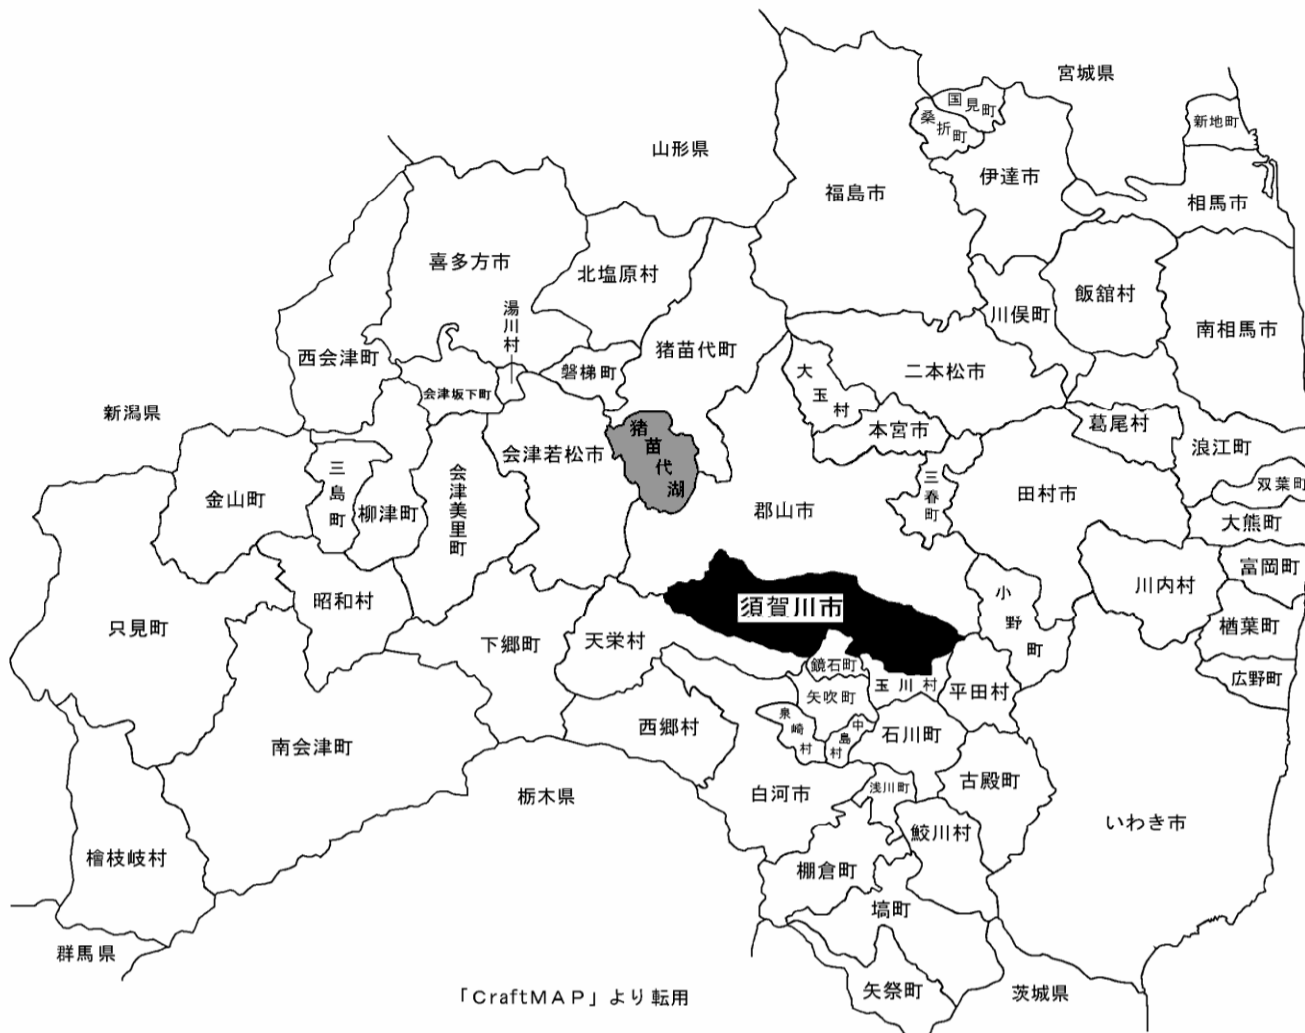 宮城県
国見町
桑折町
新地町
山形県
伊達市
福島市
相馬市
喜多方市
北塩原村
飯舘村
湯川村
川俣町
南相馬市
西会津町
猪苗代町
磐梯町
大玉村
二本松市
会津坂下町
新潟県
葛尾村
本宮市
猪苗代湖
浪江町
会津若松市
三島町
会津美里町
三春町
双葉町
金山町
柳津町
田村市
郡山市
大熊町
富岡町
川内村
昭和村
須賀川市
小野町
只見町
楢葉町
下郷町
天栄村
鏡石町
玉川村
平田村
広野町
矢吹町
泉崎村
中島村
西郷村
石川町
南会津町
古殿町
栃木県
白河市
浅川町
いわき市
鮫川村
檜枝岐村
棚倉町
塙町
群馬県
矢祭町
茨城県
「CraftMAP」より転用